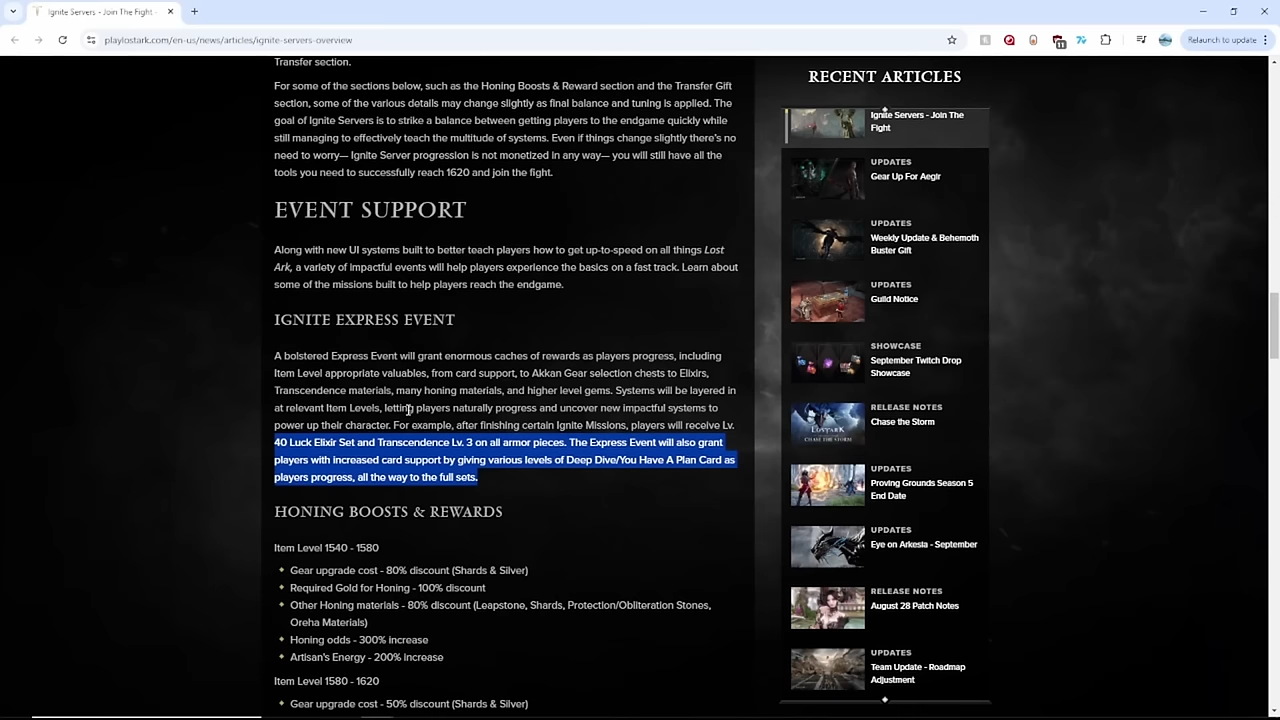 Ignite Servers - Join The Fight -
playlostark.com/en-us/news/articles/ignite-servers-overview
11
Relaunch to update
Transfer section.
For some of the sections below, such as the Honing Boosts & Reward section and the Transfer Gift
section, some of the various details may change slightly as final balance and tuning is applied. The
goal of Ignite Servers is to strike a balance between getting players to the endgame quickly while
still managing to effectively teach the multitude of systems. Even if things change slightly there's no
need to worry— Ignite Server progression is not monetized in any way— you will still have all the
tools you need to successfully reach 1620 and join the fight.
EVENT SUPPORT
Along with new UI systems built to better teach players how to get up-to-speed on all things Lost
Ark, a variety of impactful events will help players experience the basics on a fast track. Learn about
some of the missions built to help players reach the endgame.
IGNITE EXPRESS EVENT
A bolstered Express Event will grant enormous caches of rewards as players progress, including
Item Level appropriate valuables, from card support, to Akkan Gear selection chests to Elixirs,
Transcendence materials, many honing materials, and higher level gems. Systems will be layered in
at relevant Item Levels, letting players naturally progress and uncover new impactful systems to
power up their character. For example, after finishing certain Ignite Missions, players will receive Lv.
40 Luck Elixir Set and Transcendence Lv. 3 on all armor pieces. The Express Event will also grant
players with increased card support by giving various levels of Deep Dive/You Have A Plan Card as
players progress, all the way to the full sets.
HONING BOOSTS & REWARDS
Item Level 1540 - 1580
Gear upgrade cost - 80% discount (Shards & Silver)
Required Gold for Honing - 100% discount
Other Honing materials - 80% discount (Leapstone, Shards, Protection/Obliteration Stones,
Oreha Materials)
Honing odds - 300% increase
Artisan's Energy - 200% increase
Item Level 1580 - 1620
Gear upgrade cost - 50% discount (Shards & Silver)
RECENT ARTICLES
Ignite Servers - Join The
Fight
UPDATES
Gear Up For Aegir
UPDATES
Weekly Update & Behemoth
Buster Gift
UPDATES
Guild Notice
SHOWCASE
September Twitch Drop
Showcase
LOST ARK
CHASE THE STORM
RELEASE NOTES
Chase the Storm
UPDATES
Proving Grounds Season 5
End Date
UPDATES
Eye on Arkesia - September
RELEASE NOTES
August 28 Patch Notes
UPDATES
Team Update - Roadmap
Adjustment